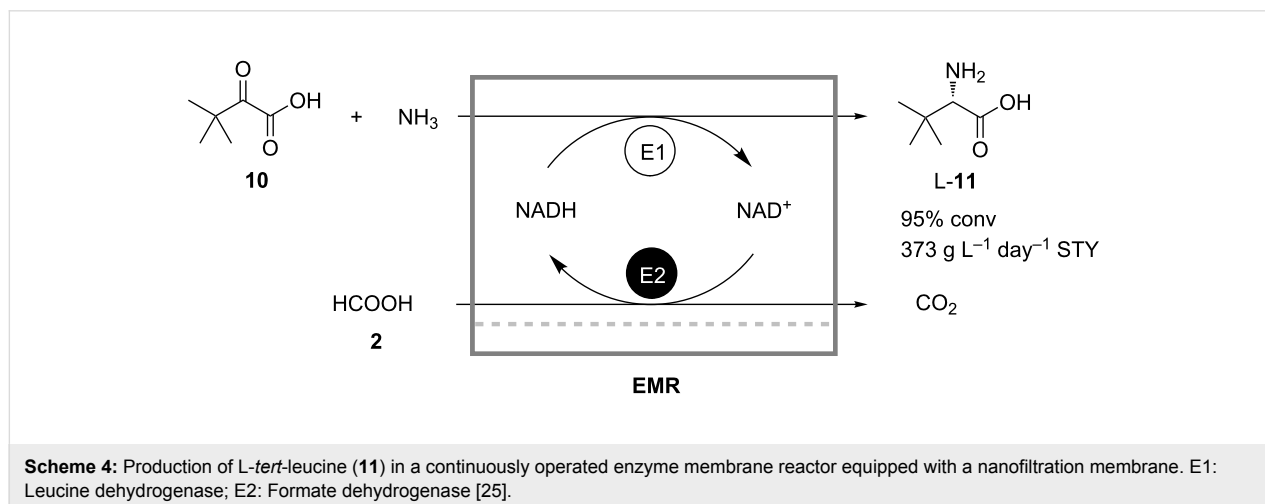 O
OH
O
10
+
NH₃
E1
NADH
NAD⁺
E2
HCOOH
2
EMR
NH₂
OH
O
L-11
95% conv
373 g L⁻¹ day⁻¹ STY
CO₂
Scheme 4: Production of L-tert-leucine (11) in a continuously operated enzyme membrane reactor equipped with a nanofiltration membrane. E1:
Leucine dehydrogenase; E2: Formate dehydrogenase [25].